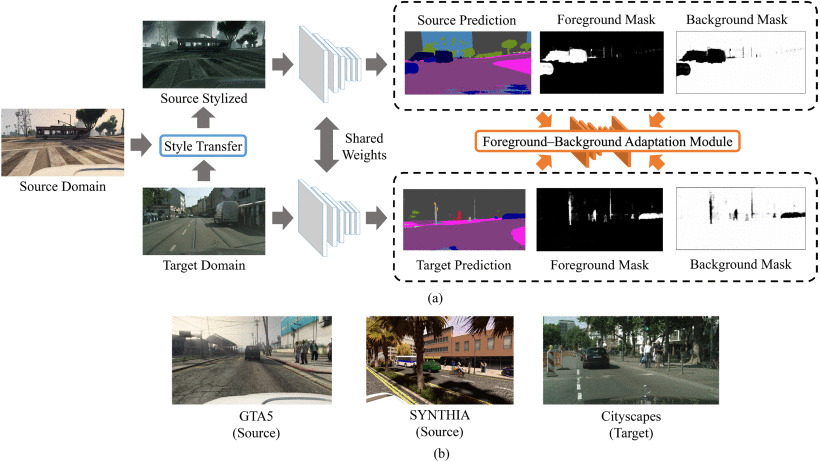 Source Prediction
Foreground Mask
Background Mask
Source Stylized
Source Domain
Style Transfer
Shared
Weights
Foreground–Background Adaptation Module
Target Domain
Target Prediction
Foreground Mask
Background Mask
(a)
GTA5
(Source)
SYNTHIA
(Source)
Cityscapes
(Target)
(b)